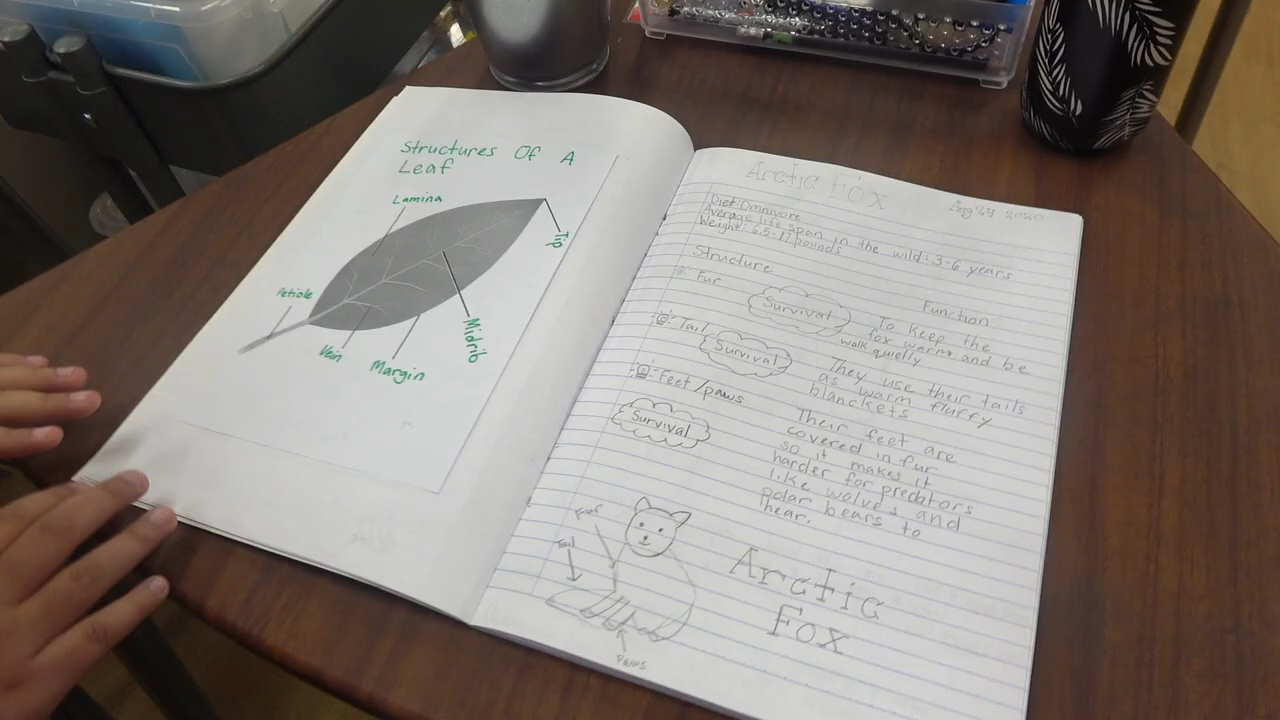 Structures Of A
Leaf
Lamina
Tip
Petiole
Vein
Margin
Midrib
Arctic Fox
2020
Diet: Omnivore
Average life span in the wild: 3-6 years
Weight: 6.5-17 pounds
Structure
Function
Fur
Survival
To keep the
fox warm and be
walk quietly
Tail
Survival
They use their tails
as warm fluffy
blanckets
Feet/paws
Survival
Their feet are
covered in fur
so it makes it
harder for predators
like wolves and
polar bears to
hear.
Fur
Tail
Paws
Arctic
Fox